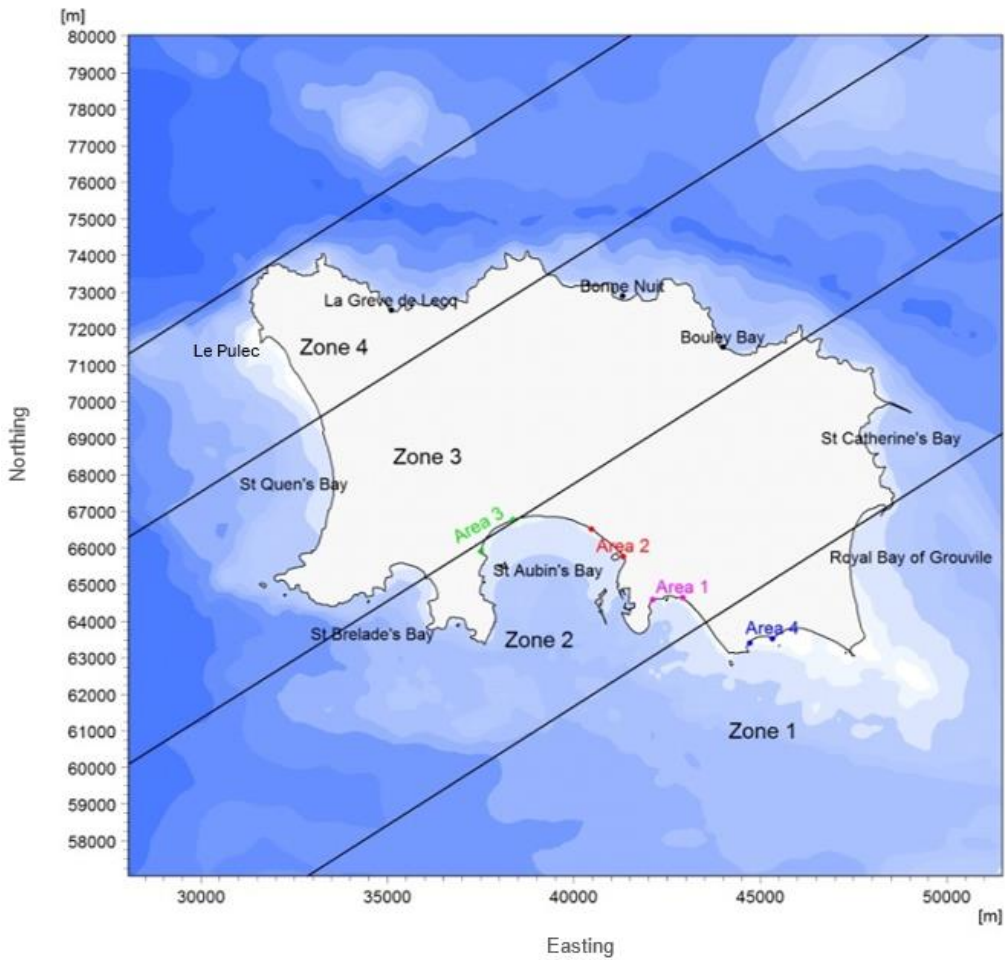 [m]
80000
79000
78000
77000
76000
75000
74000
73000
72000
71000
70000
69000
68000
67000
66000
65000
64000
63000
62000
61000
60000
59000
58000
Northing
La Greve de Lecq
Bonne Nuit
Bouley Bay
Le Pulec
Zone 4
St Catherine's Bay
Zone 3
St Quen's Bay
Area 3
Area 2
St Aubin's Bay
Royal Bay of Grouvile
Area 1
St Brelade's Bay
Zone 2
Area 4
Zone 1
30000 35000 40000 45000 50000
[m]
Easting